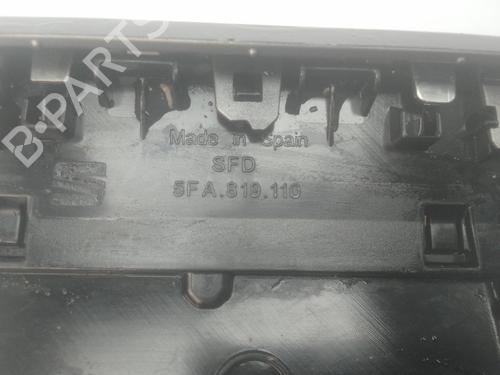 B-PARTS
Made in Spain
SFD
5FA.819.110